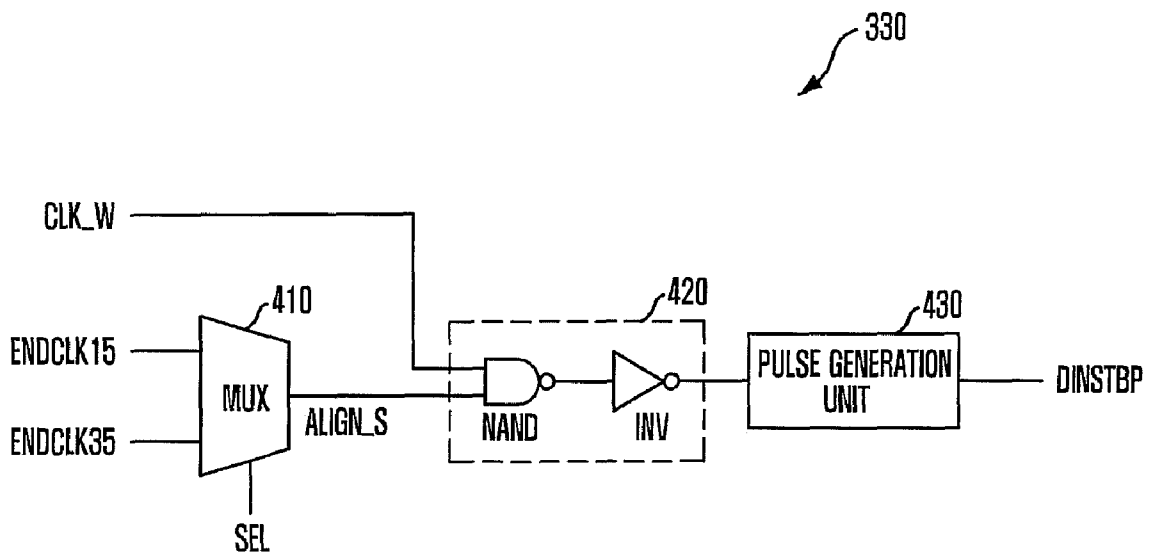 330
CLK_W
410
420
430
ENDCLK15
MUX
PULSE GENERATION
UNIT
DINSTBP
ALIGN_S
NAND
INV
ENDCLK35
SEL